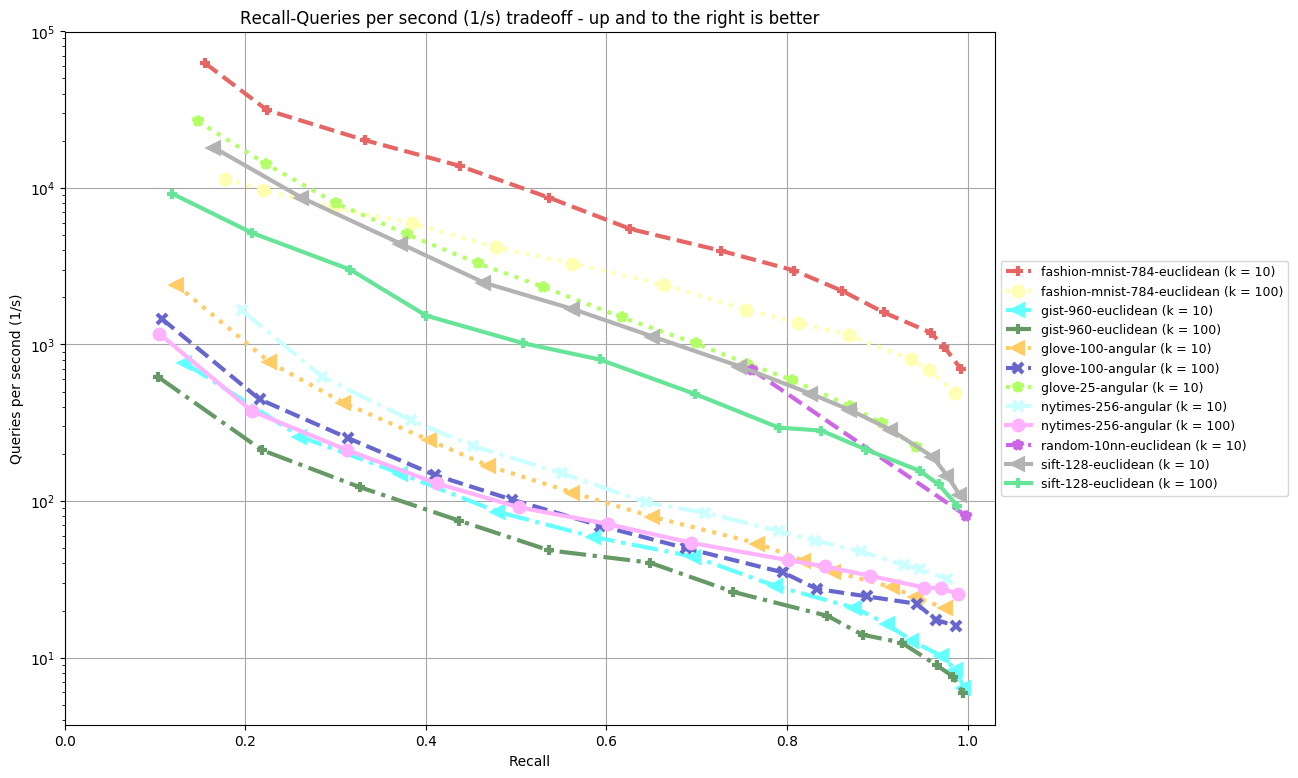 Recall-Queries per second (1/s) tradeoff - up and to the right is better
Queries per second (1/s)
10^5
10^4
10^3
10^2
10^1
0.0 0.2 0.4 0.6 0.8 1.0
Recall
fashion-mnist-784-euclidean (k = 10)
fashion-mnist-784-euclidean (k = 100)
gist-960-euclidean (k = 10)
gist-960-euclidean (k = 100)
glove-100-angular (k = 10)
glove-100-angular (k = 100)
glove-25-angular (k = 10)
nytimes-256-angular (k = 10)
nytimes-256-angular (k = 100)
random-10nn-euclidean (k = 10)
sift-128-euclidean (k = 10)
sift-128-euclidean (k = 100)